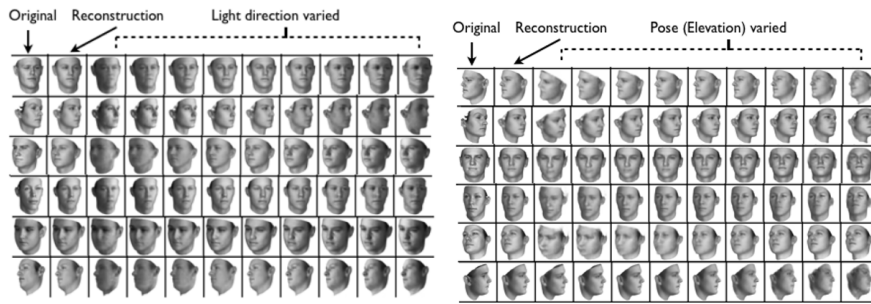 Original
Reconstruction
Light direction varied
Original
Reconstruction
Pose (Elevation) varied